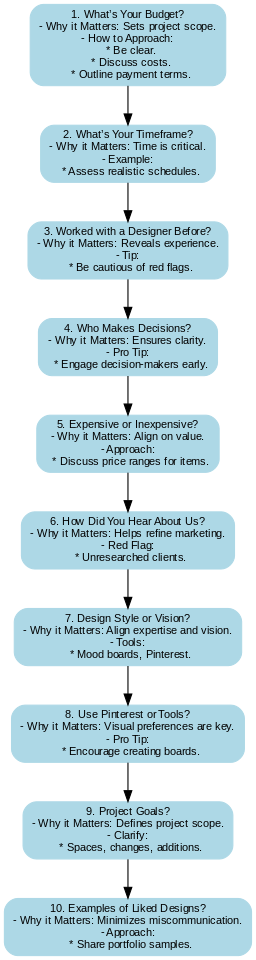 1. What's Your Budget?
- Why it Matters: Sets project scope.
- How to Approach:
* Be clear.
* Discuss costs.
* Outline payment terms.
2. What's Your Timeframe?
- Why it Matters: Time is critical.
- Example:
* Assess realistic schedules.
3. Worked with a Designer Before?
- Why it Matters: Reveals experience.
- Tip:
* Be cautious of red flags.
4. Who Makes Decisions?
- Why it Matters: Ensures clarity.
- Pro Tip:
* Engage decision-makers early.
5. Expensive or Inexpensive?
- Why it Matters: Align on value.
- Approach:
* Discuss price ranges for items.
6. How Did You Hear About Us?
- Why it Matters: Helps refine marketing.
- Red Flag:
* Unresearched clients.
7. Design Style or Vision?
- Why it Matters: Align expertise and vision.
- Tools:
* Mood boards, Pinterest.
8. Use Pinterest or Tools?
- Why it Matters: Visual preferences are key.
- Pro Tip:
* Encourage creating boards.
9. Project Goals?
- Why it Matters: Defines project scope.
- Clarify:
* Spaces, changes, additions.
10. Examples of Liked Designs?
- Why it Matters: Minimizes miscommunication.
- Approach:
* Share portfolio samples.